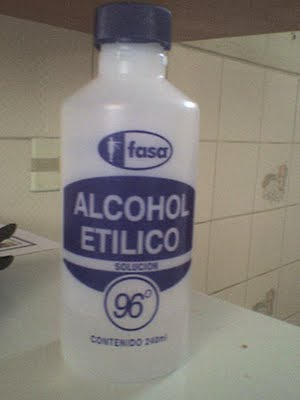 fasa
ALCOHOL
ETILICO
SOLUCION
96°
CONTENIDO 240ml